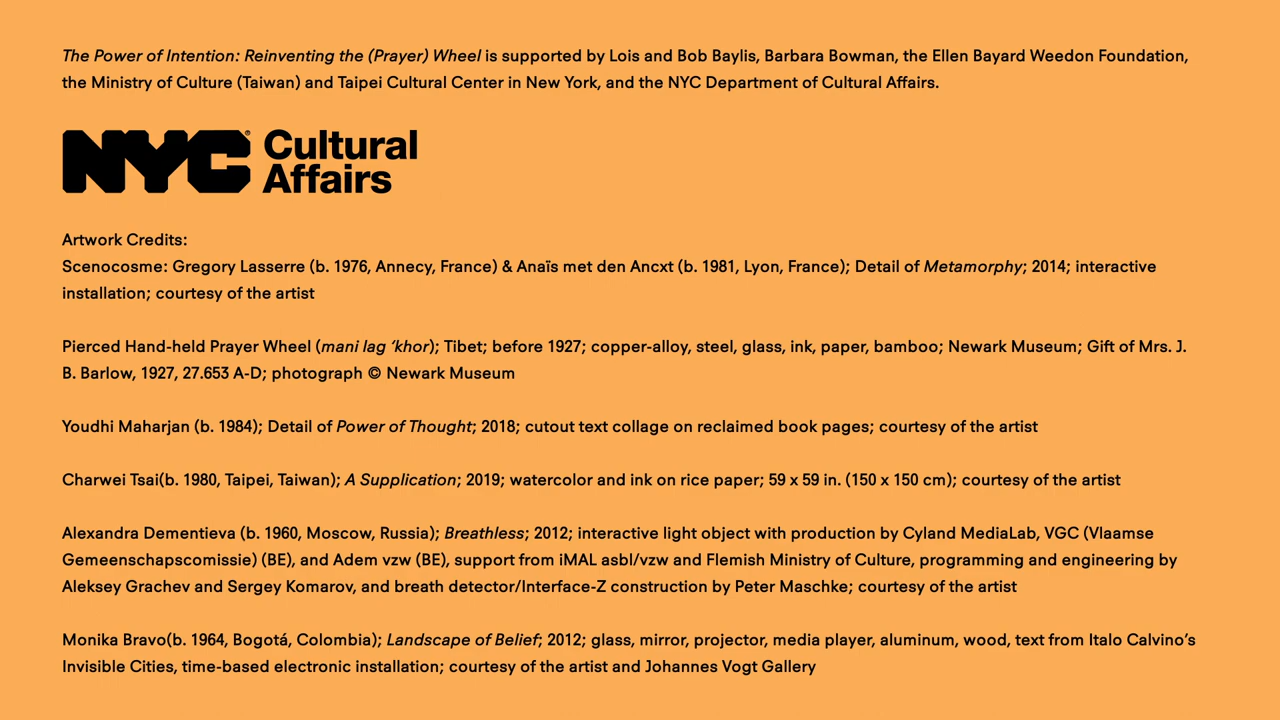 The Power of Intention: Reinventing the (Prayer) Wheel is supported by Lois and Bob Baylis, Barbara Bowman, the Ellen Bayard Weedon Foundation,
the Ministry of Culture (Taiwan) and Taipei Cultural Center in New York, and the NYC Department of Cultural Affairs.
NYC® Cultural
Affairs
Artwork Credits:
Scenocosme: Gregory Lasserre (b. 1976, Annecy, France) & Anaïs met den Ancxt (b. 1981, Lyon, France); Detail of Metamorphy; 2014; interactive
installation; courtesy of the artist
Pierced Hand-held Prayer Wheel (mani lag ‘khor); Tibet; before 1927; copper-alloy, steel, glass, ink, paper, bamboo; Newark Museum; Gift of Mrs. J.
B. Barlow, 1927, 27.653 A-D; photograph © Newark Museum
Youdhi Maharjan (b. 1984); Detail of Power of Thought; 2018; cutout text collage on reclaimed book pages; courtesy of the artist
Charwei Tsai(b. 1980, Taipei, Taiwan); A Supplication; 2019; watercolor and ink on rice paper; 59 x 59 in. (150 x 150 cm); courtesy of the artist
Alexandra Dementieva (b. 1960, Moscow, Russia); Breathless; 2012; interactive light object with production by Cyland MediaLab, VGC (Vlaamse
Gemeenschapscomissie) (BE), and Adem vzw (BE), support from iMAL asbl/vzw and Flemish Ministry of Culture, programming and engineering by
Aleksey Grachev and Sergey Komarov, and breath detector/Interface-Z construction by Peter Maschke; courtesy of the artist
Monika Bravo(b. 1964, Bogotá, Colombia); Landscape of Belief; 2012; glass, mirror, projector, media player, aluminum, wood, text from Italo Calvino’s
Invisible Cities, time-based electronic installation; courtesy of the artist and Johannes Vogt Gallery